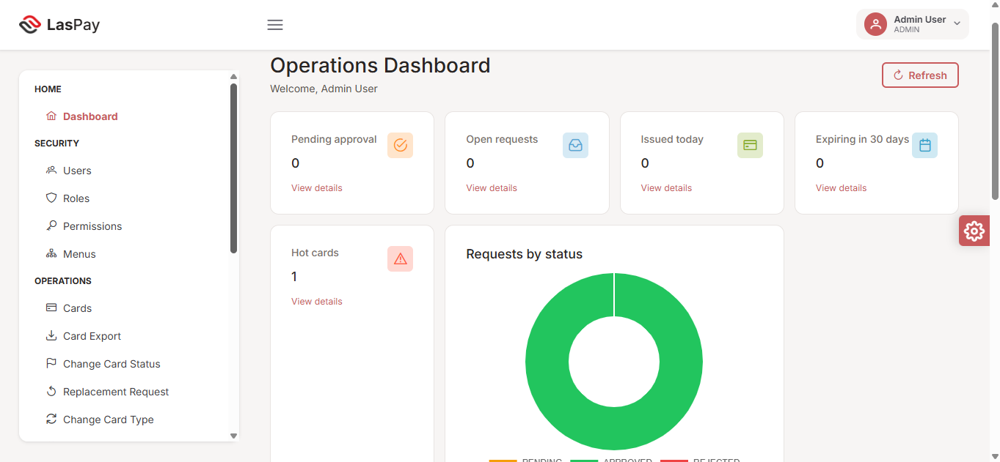 LasPay
Admin User
ADMIN
HOME
Dashboard
SECURITY
Users
Roles
Permissions
Menus
OPERATIONS
Cards
Card Export
Change Card Status
Replacement Request
Change Card Type
Operations Dashboard
Welcome, Admin User
Refresh
Pending approval
0
View details
Open requests
0
View details
Issued today
0
View details
Expiring in 30 days
0
View details
Hot cards
1
View details
Requests by status
PENDING APPROVED REJECTED